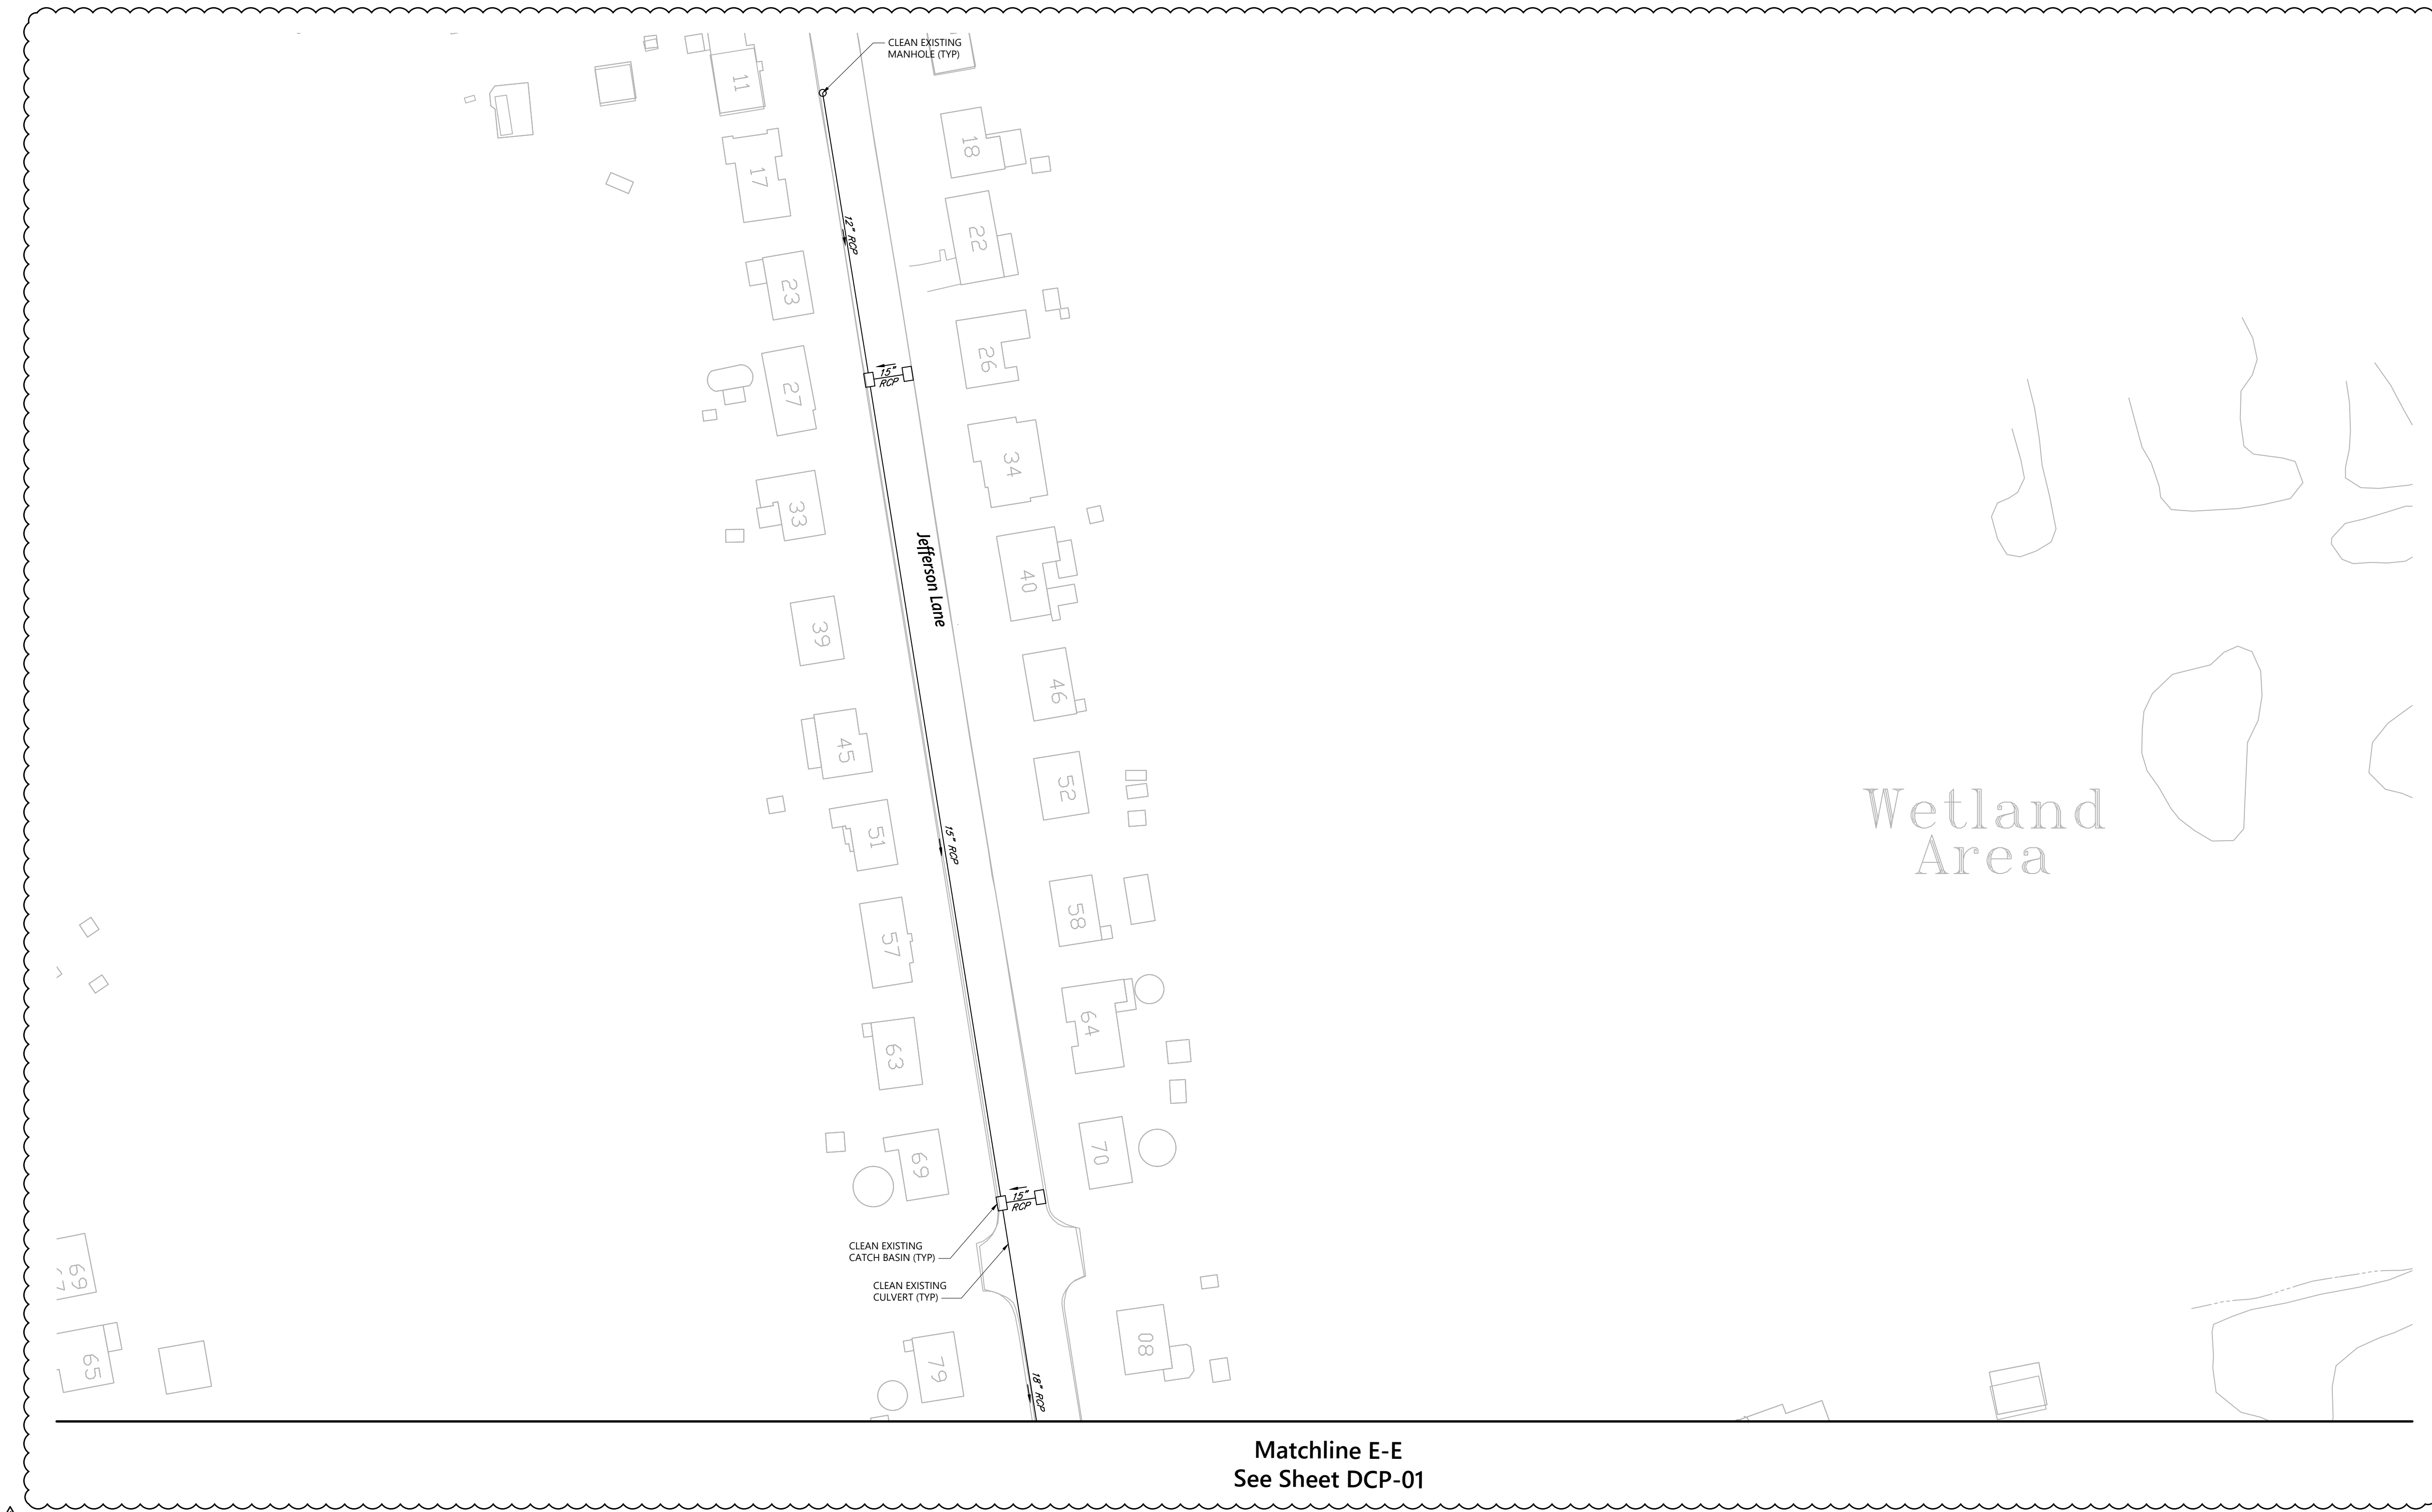 CLEAN EXISTING
MANHOLE (TYP)
11
18
17
12" RCP
22
23
26
15"
RCP
27
34
33
Jefferson Lane
40
39
46
45
52
51
15" RCP
Wetland
Area
58
57
64
63
70
69
15"
RCP
CLEAN EXISTING
CATCH BASIN (TYP)
69
67
CLEAN EXISTING
CULVERT (TYP)
80
65
79
18" RCP
Matchline E-E
See Sheet DCP-01